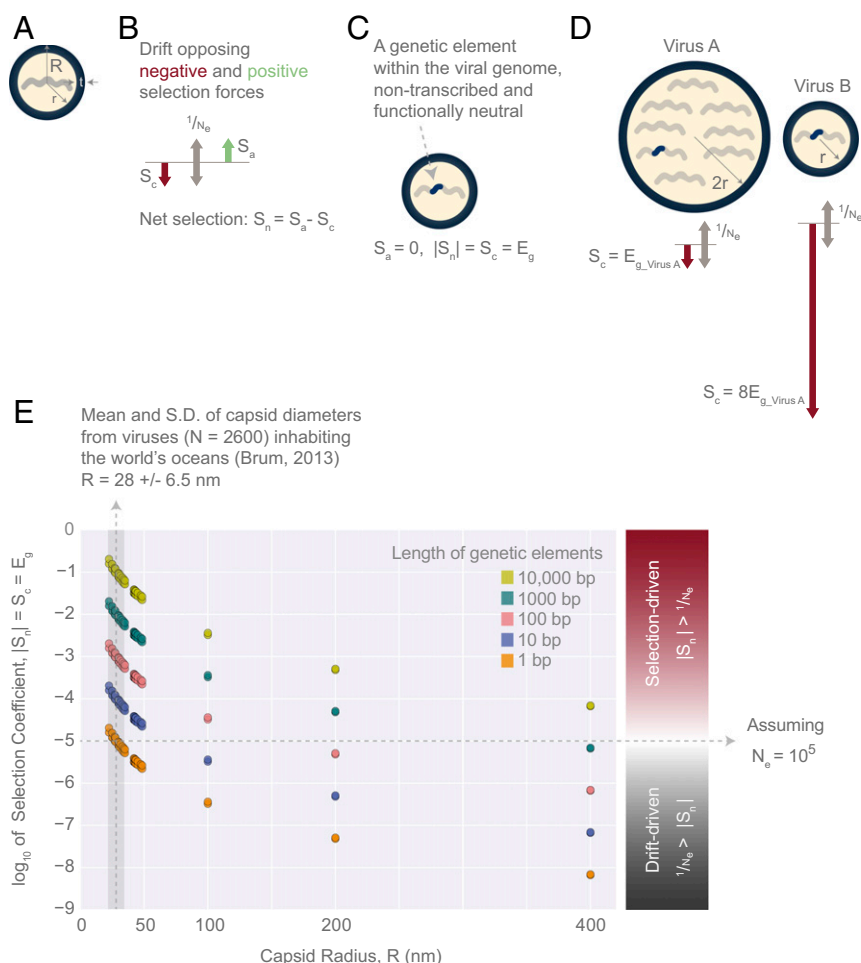 A
R
t
r
B
Drift opposing
negative and positive
selection forces
1/Ne
Sa
Sc
Net selection: Sn = Sa - Sc
C
A genetic element
within the viral genome,
non-transcribed and
functionally neutral
Sa = 0, |Sn| = Sc = Eg
D
Virus A
2r
1/Ne
Sc = Eg_Virus A
Virus B
r
1/Ne
Sc = 8Eg_Virus A
E
Mean and S.D. of capsid diameters
from viruses (N = 2600) inhabiting
the world's oceans (Brum, 2013)
R = 28 +/- 6.5 nm
log10 of Selection Coefficient, |Sn| = Sc = Eg
0
−1
−2
−3
−4
−5
−6
−7
−8
−9
Length of genetic elements
10,000 bp
1000 bp
100 bp
10 bp
1 bp
0
50
100
200
400
Capsid Radius, R (nm)
Selection-driven
|Sn| > 1/Ne
Drift-driven
1/Ne > |Sn|
Assuming
Ne = 10^5